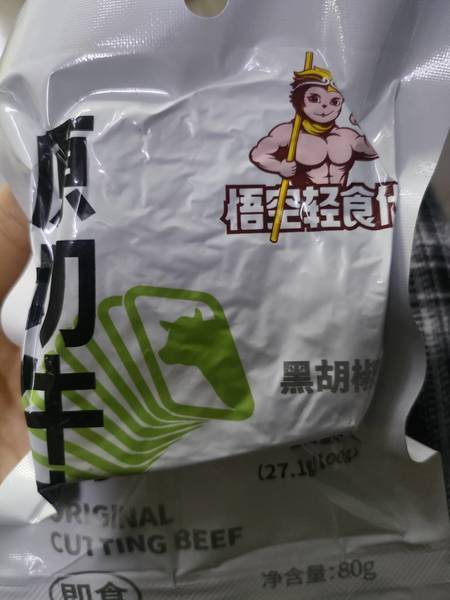 悟空轻食
原切牛
黑胡椒
(27.1g/100g)
ORIGINAL
CUTTING BEEF
即食
净含量:80g